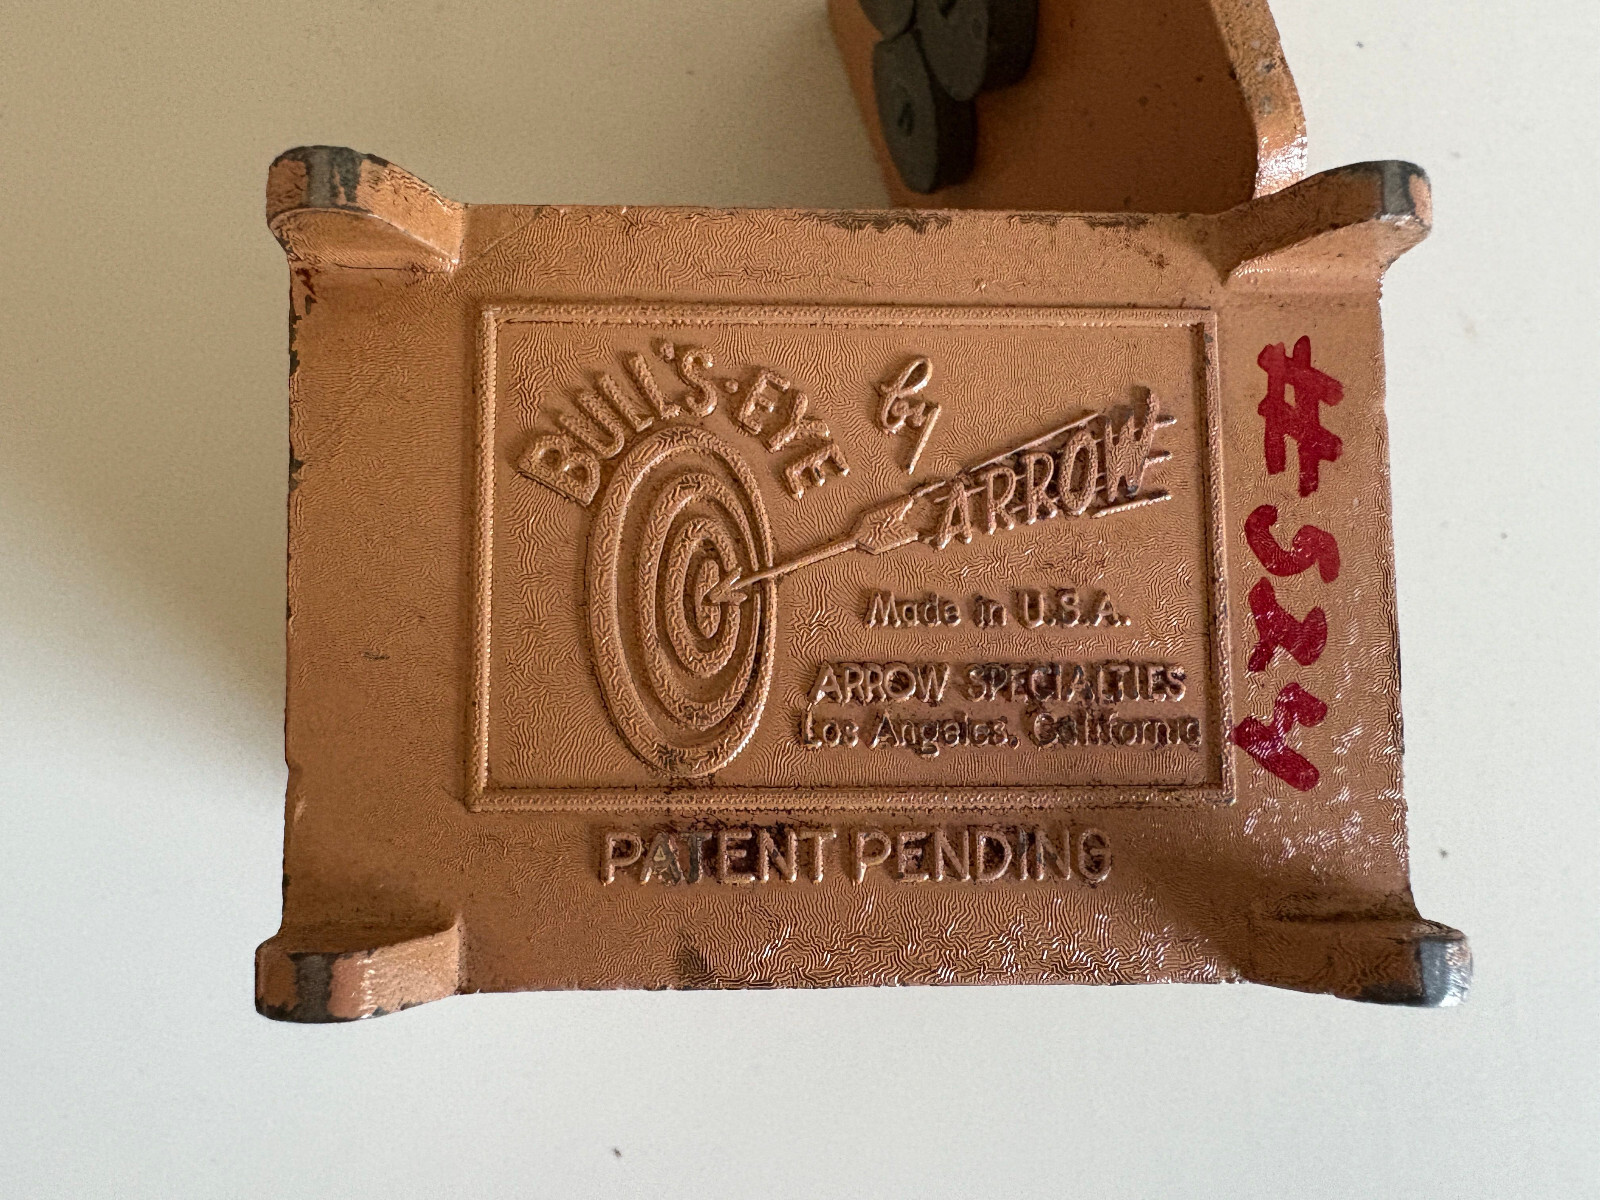 BULL'S-EYE
by
ARROW
Made in U.S.A.
ARROW SPECIALTIES
Los Angeles, California
PATENT PENDING
#524